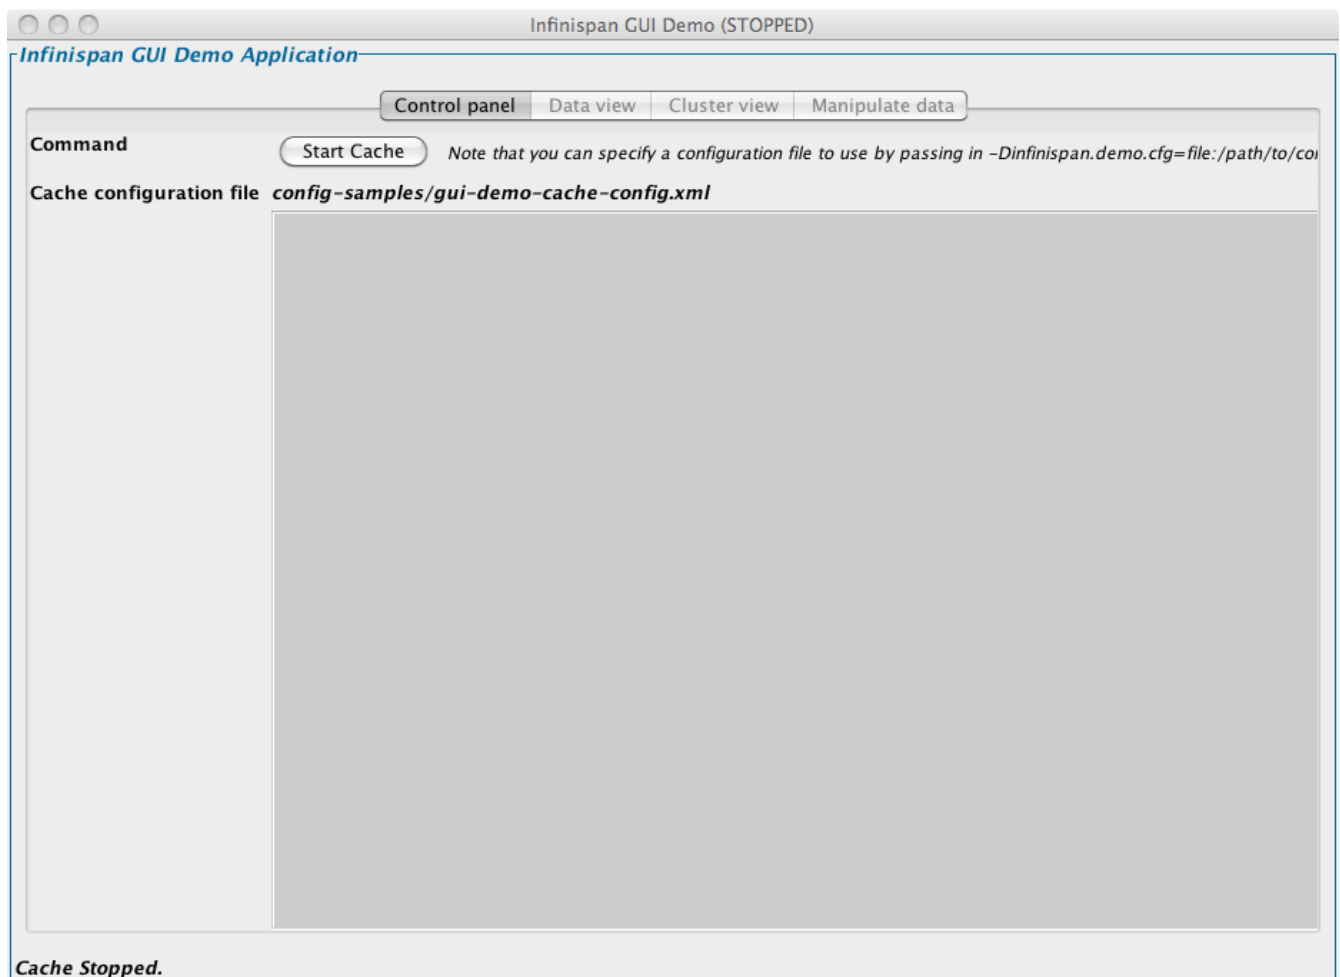 Infinispan GUI Demo (STOPPED)
Infinispan GUI Demo Application
Control panel Data view Cluster view Manipulate data
Command Start Cache Note that you can specify a configuration file to use by passing in -Dinfinispan.demo.cfg=file:/path/to/
Cache configuration file config-samples/gui-demo-cache-config.xml
Cache Stopped.